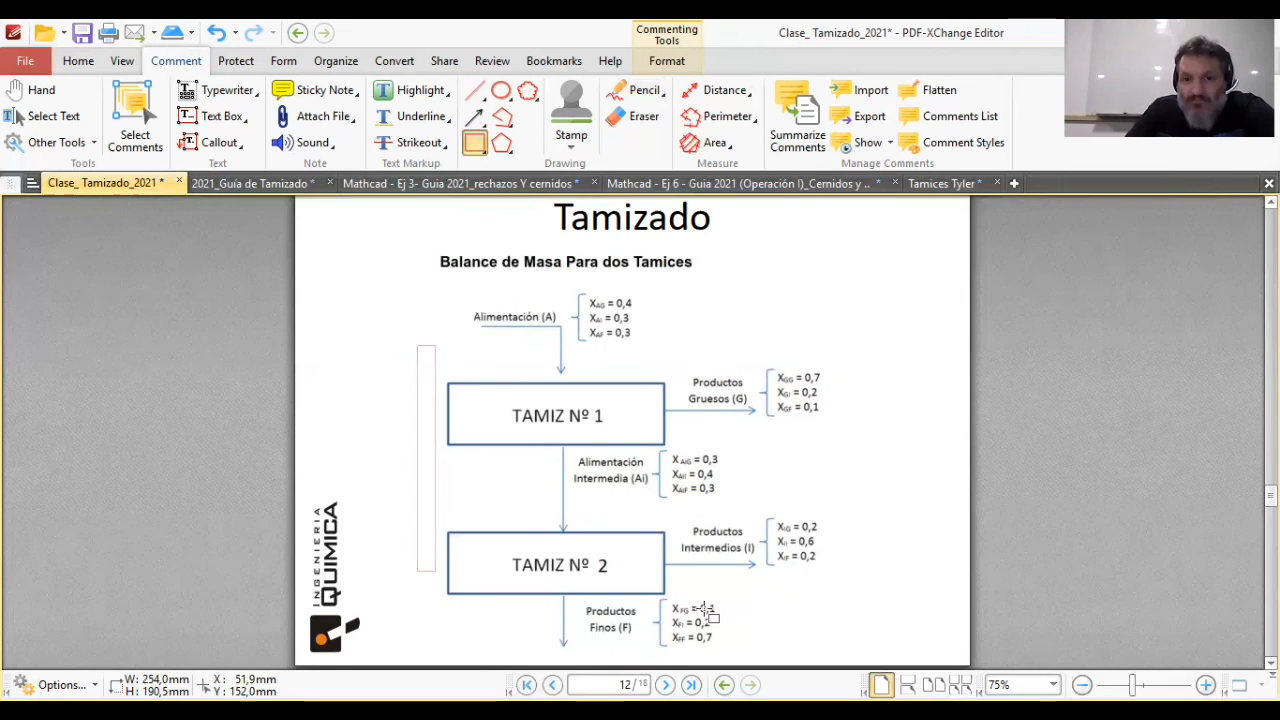 Commenting
Tools
Clase_ Tamizado_2021* - PDF-XChange Editor
File Home View Comment Protect Form Organize Convert Share Review Bookmarks Help Format
Hand
Select Text
Other Tools
Tools
Select
Comments
Typewriter
Text Box
Callout
Text
Sticky Note
Attach File
Sound
Note
Highlight
Underline
Strikeout
Text Markup
Stamp
Pencil
Eraser
Drawing
Distance
Perimeter
Area
Measure
Summarize
Comments
Import
Export
Show
Flatten
Comments List
Comment Styles
Manage Comments
Clase_ Tamizado_2021 *
2021_Guía de Tamizado *
Mathcad - Ej 3- Guia 2021_rechazos Y cernidos *
Mathcad - Ej 6 - Guia 2021 (Operación I)_Cernidos y .. *
Tamices Tyler *
Tamizado
Balance de Masa Para dos Tamices
Alimentación (A)
XAG = 0,4
XAI = 0,3
XAF = 0,3
TAMIZ Nº 1
Productos
Gruesos (G)
XGG = 0,7
XGI = 0,2
XGF = 0,1
Alimentación
Intermedia (Ai)
XAIG = 0,3
XAII = 0,4
XAIF = 0,3
TAMIZ Nº 2
Productos
Intermedios (I)
XIG = 0,2
XII = 0,6
XIF = 0,2
Productos
Finos (F)
XFG =
XFI = 0,2
XFF = 0,7
INGENIERIA
QUIMICA
Options...
W: 254,0mm
H: 190,5mm
X: 51,9mm
Y: 152,0mm
12/18
75%